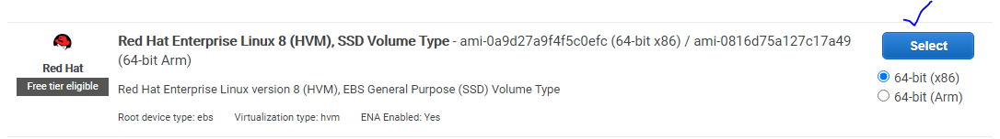 Red Hat
Free tier eligible
Red Hat Enterprise Linux 8 (HVM), SSD Volume Type - ami-0a9d27a9f4f5c0efc (64-bit x86) / ami-0816d75a127c17a49
(64-bit Arm)
Red Hat Enterprise Linux version 8 (HVM), EBS General Purpose (SSD) Volume Type
Root device type: ebs Virtualization type: hvm ENA Enabled: Yes
Select
64-bit (x86)
64-bit (Arm)